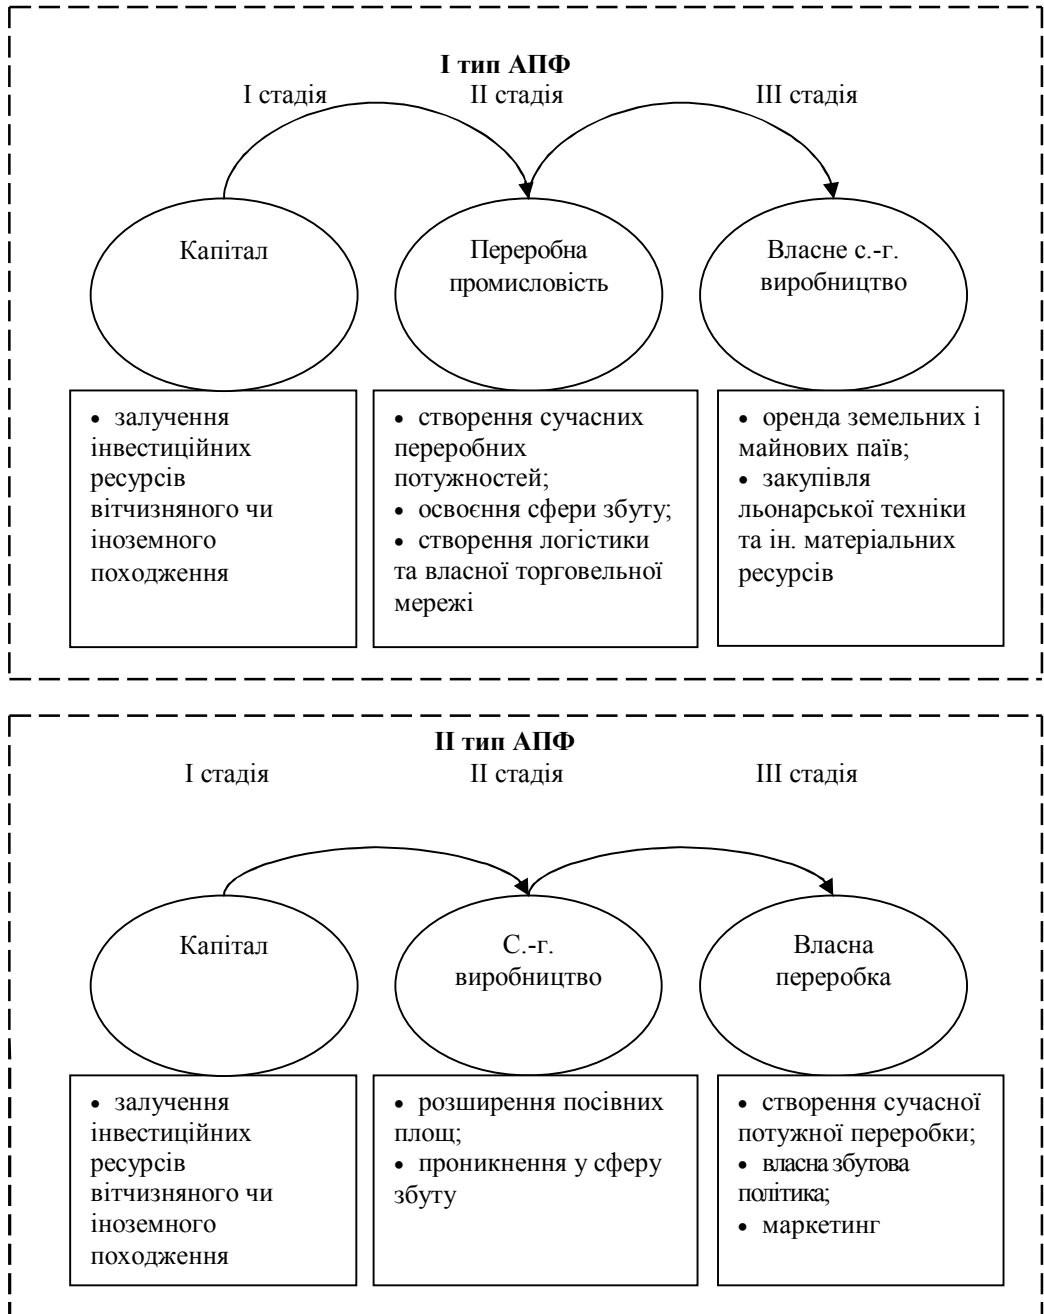 І тип АПФ
І стадія ІІ стадія ІІІ стадія
Капітал
Переробна
промисловість
Власне с.-г.
виробництво
• залучення
інвестиційних
ресурсів
вітчизняного чи
іноземного
походження
• створення сучасних
переробних
потужностей;
• освоєння сфери збуту;
• створення логістики
та власної торговельної
мережі
• оренда земельних і
майнових паїв;
• закупівля
льонарської техніки
та ін. матеріальних
ресурсів
ІІ тип АПФ
І стадія ІІ стадія ІІІ стадія
Капітал
С.-г.
виробництво
Власна
переробка
• залучення
інвестиційних
ресурсів
вітчизняного чи
іноземного
походження
• розширення посівних
площ;
• проникнення у сферу
збуту
• створення сучасної
потужної переробки;
• власна збутова
політика;
• маркетинг